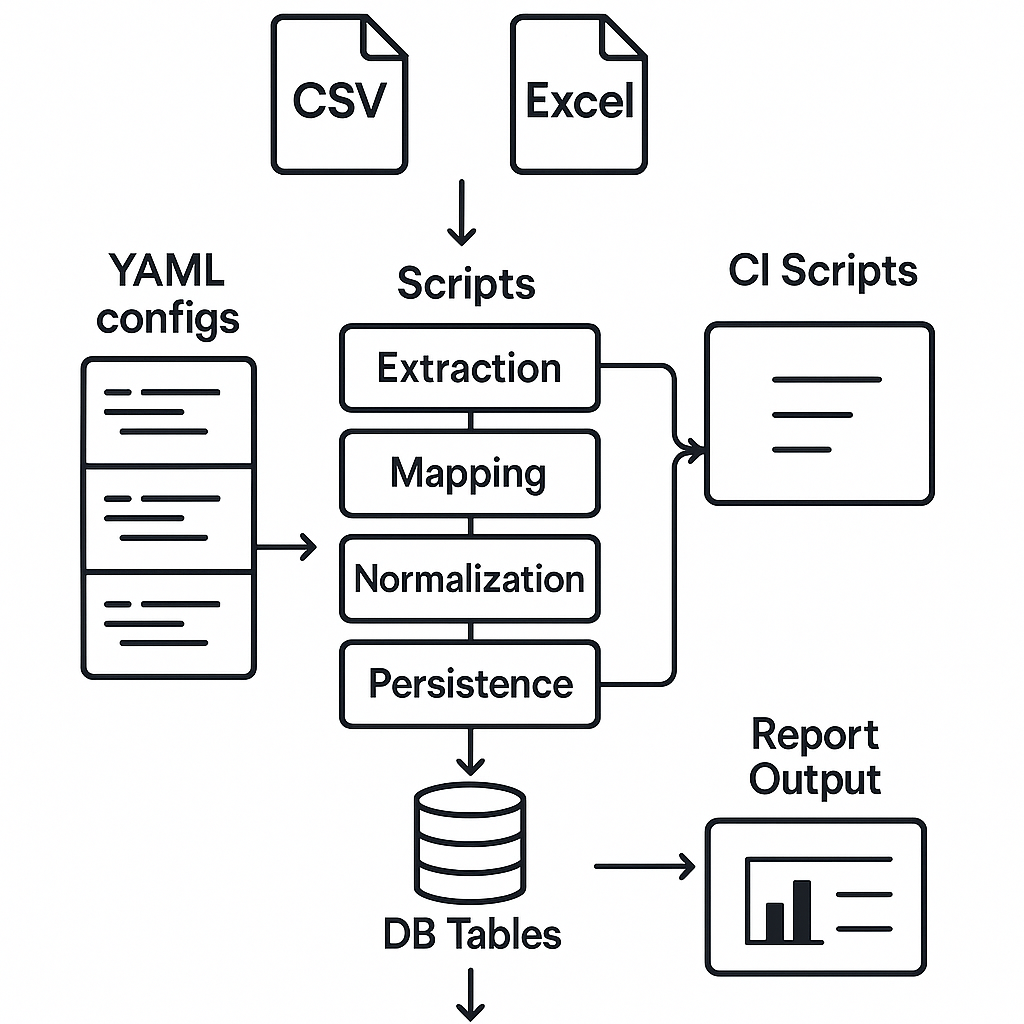 CSV
Excel
YAML
configs
Scripts
CI Scripts
Extraction
Mapping
Normalization
Persistence
Report
Output
DB Tables